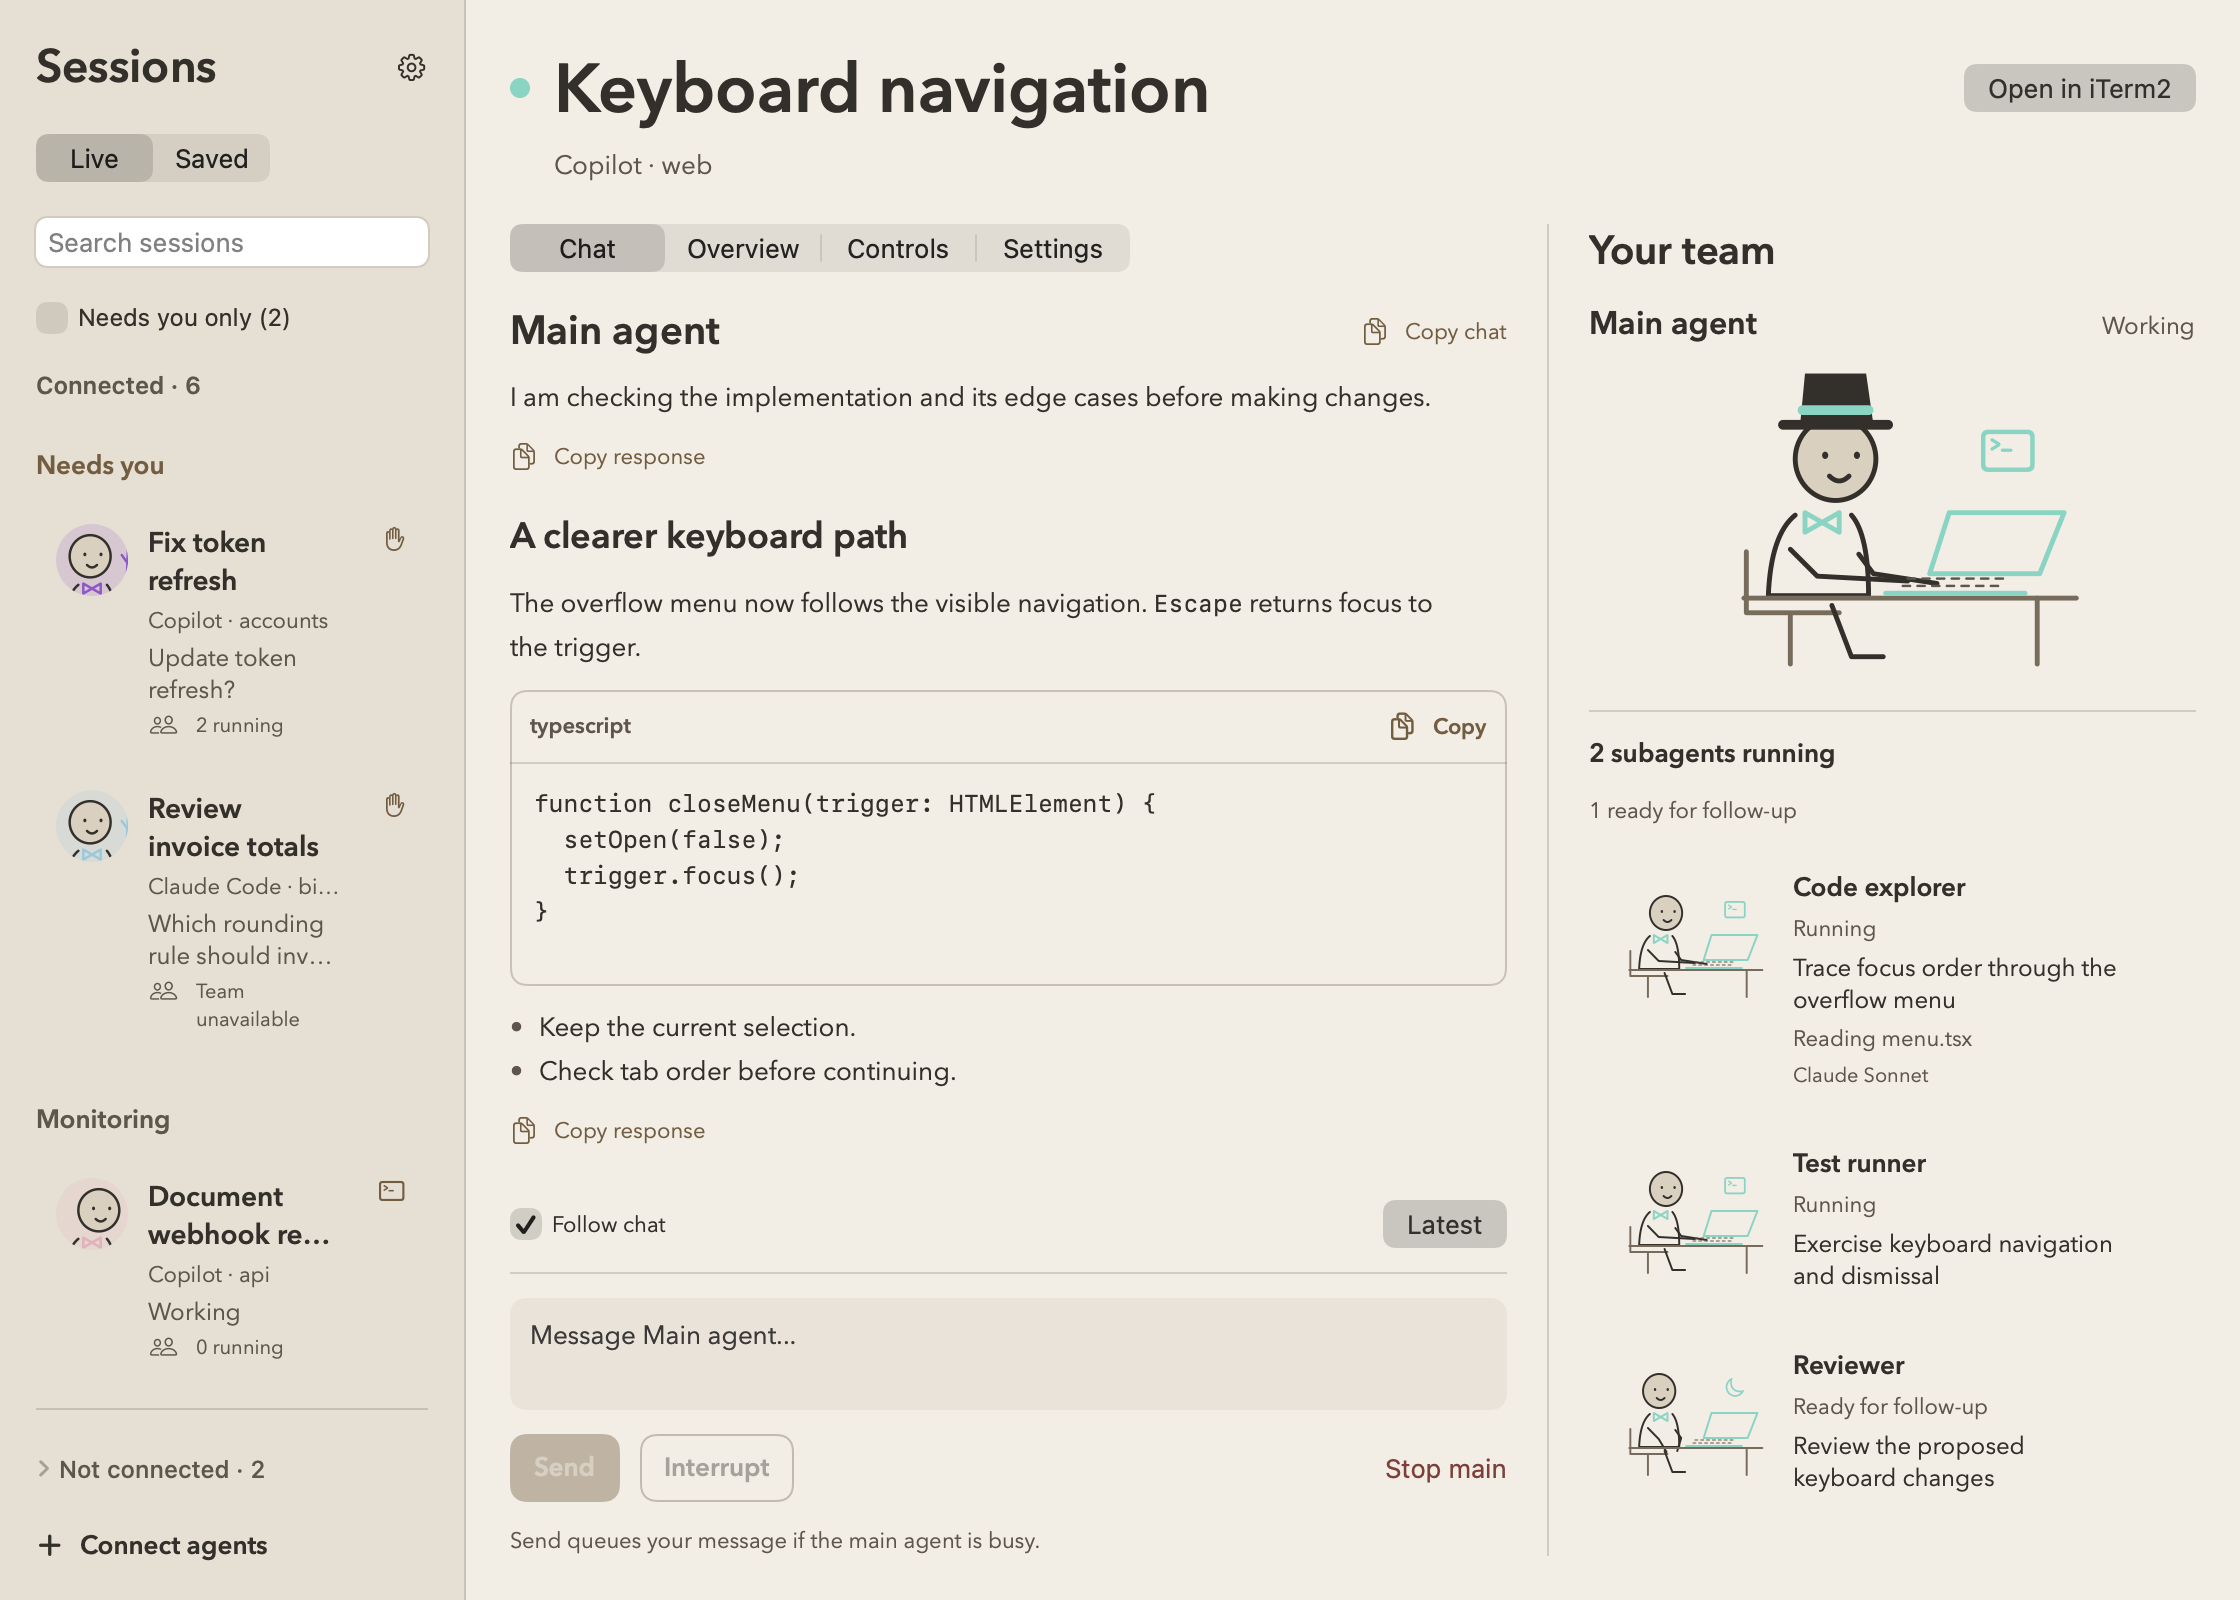 Sessions
Live
Saved
Search sessions
Needs you only (2)
Connected · 6
Needs you
Fix token
refresh
Copilot · accounts
Update token
refresh?
2 running
Review
invoice totals
Claude Code · bi…
Which rounding
rule should inv…
Team
unavailable
Monitoring
Document
webhook re…
Copilot · api
Working
0 running
Not connected · 2
Connect agents
Keyboard navigation
Open in iTerm2
Copilot · web
Chat
Overview
Controls
Settings
Main agent
Copy chat
I am checking the implementation and its edge cases before making changes.
Copy response
A clearer keyboard path
The overflow menu now follows the visible navigation. Escape returns focus to
the trigger.
typescript
Copy
function closeMenu(trigger: HTMLElement) {
  setOpen(false);
  trigger.focus();
}
• Keep the current selection.
• Check tab order before continuing.
Copy response
Follow chat
Latest
Message Main agent...
Send
Interrupt
Stop main
Send queues your message if the main agent is busy.
Your team
Main agent
Working
2 subagents running
1 ready for follow-up
Code explorer
Running
Trace focus order through the
overflow menu
Reading menu.tsx
Claude Sonnet
Test runner
Running
Exercise keyboard navigation
and dismissal
Reviewer
Ready for follow-up
Review the proposed
keyboard changes